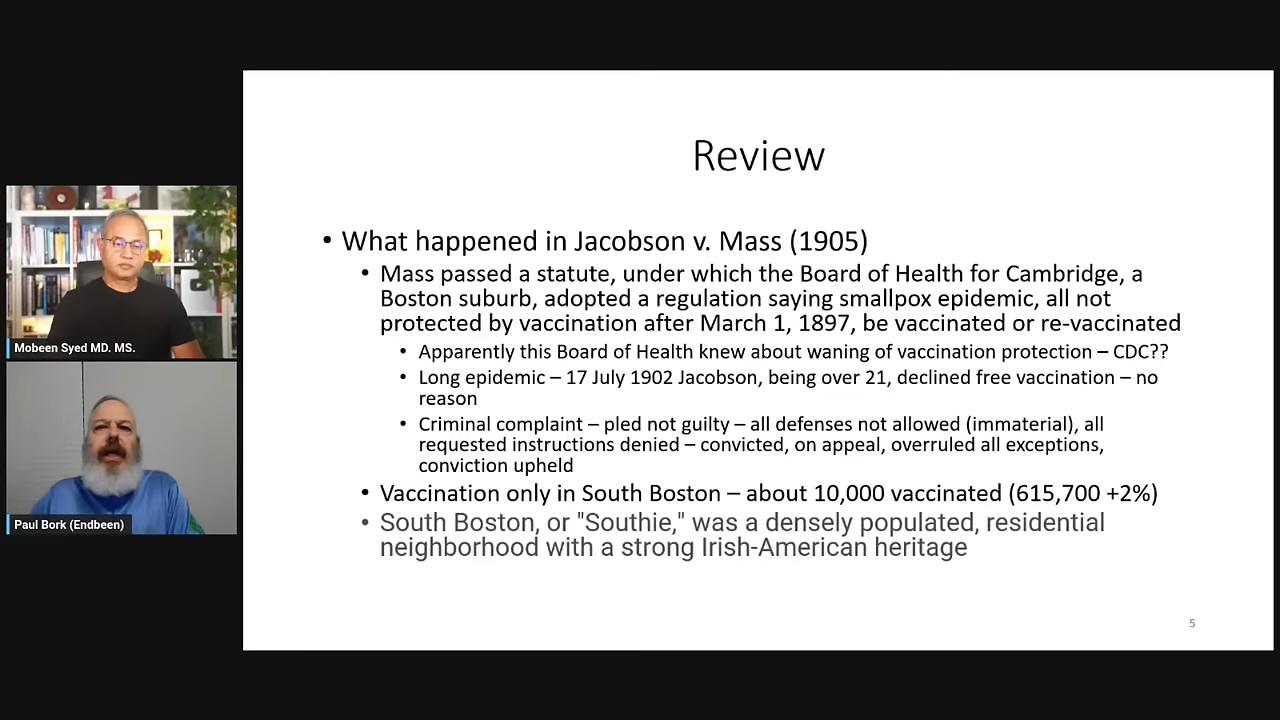 Review
• What happened in Jacobson v. Mass (1905)
• Mass passed a statute, under which the Board of Health for Cambridge, a
Boston suburb, adopted a regulation saying smallpox epidemic, all not
protected by vaccination after March 1, 1897, be vaccinated or re-vaccinated
• Apparently this Board of Health knew about waning of vaccination protection – CDC??
• Long epidemic – 17 July 1902 Jacobson, being over 21, declined free vaccination – no
reason
• Criminal complaint – pled not guilty – all defenses not allowed (immaterial), all
requested instructions denied – convicted, on appeal, overruled all exceptions,
conviction upheld
• Vaccination only in South Boston – about 10,000 vaccinated (615,700 +2%)
• South Boston, or "Southie," was a densely populated, residential
neighborhood with a strong Irish-American heritage
5
Mobeen Syed MD. MS.
Paul Bork (Endbeen)